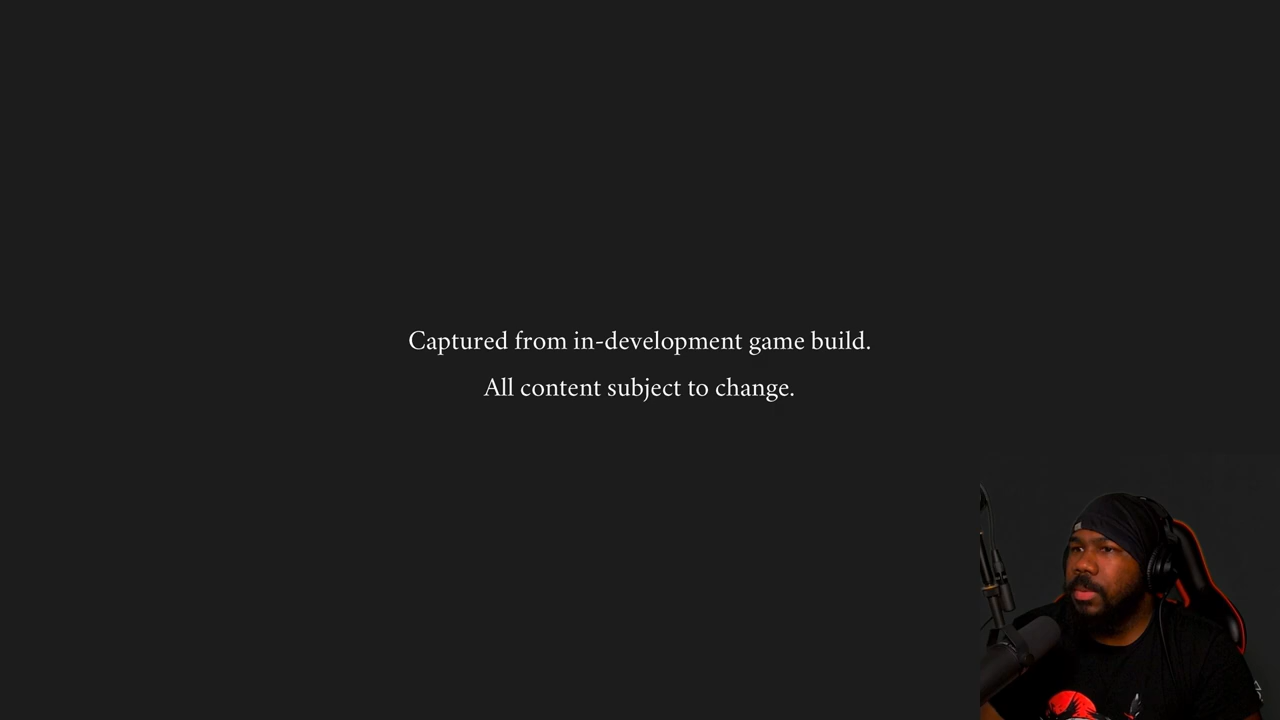 Captured from in-development game build.
All content subject to change.